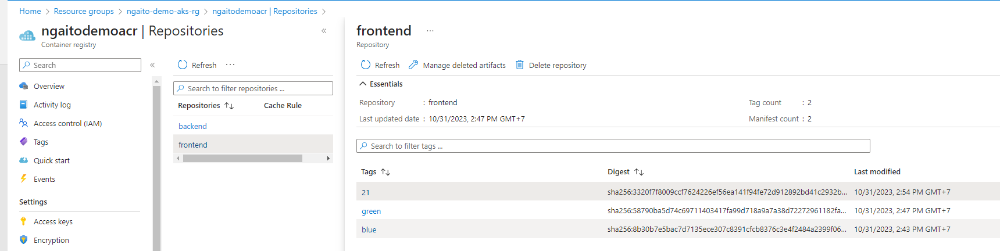 Home > Resource groups > ngaito-demo-aks-rg > ngaitodemoacr | Repositories >
ngaitodemoacr | Repositories
Container registry
«
Search
«
Overview
Activity log
Access control (IAM)
Tags
Quick start
Events
Settings
Access keys
Encryption
Refresh ...
Search to filter repositories ...
Repositories ↑↓ Cache Rule
backend
frontend
frontend ...
Repository
Refresh Manage deleted artifacts Delete repository
Essentials
Repository : frontend Tag count : 2
Last updated date : 10/31/2023, 2:47 PM GMT+7 Manifest count : 2
Search to filter tags ...
Tags ↑↓ Digest ↑↓ Last modified
21 sha256:3320f7f8009ccf7624226ef56ea141f94fe72d912892bd41c2932b... 10/31/2023, 2:54 PM GMT+7
green sha256:58790ba5d74c69711403417fa99d718a9a7a38d72272961182fa... 10/31/2023, 2:47 PM GMT+7
blue sha256:8b30b7e5bac7d7135ece307c8391cfcb8376c3e4f2484a2399f06... 10/31/2023, 2:43 PM GMT+7